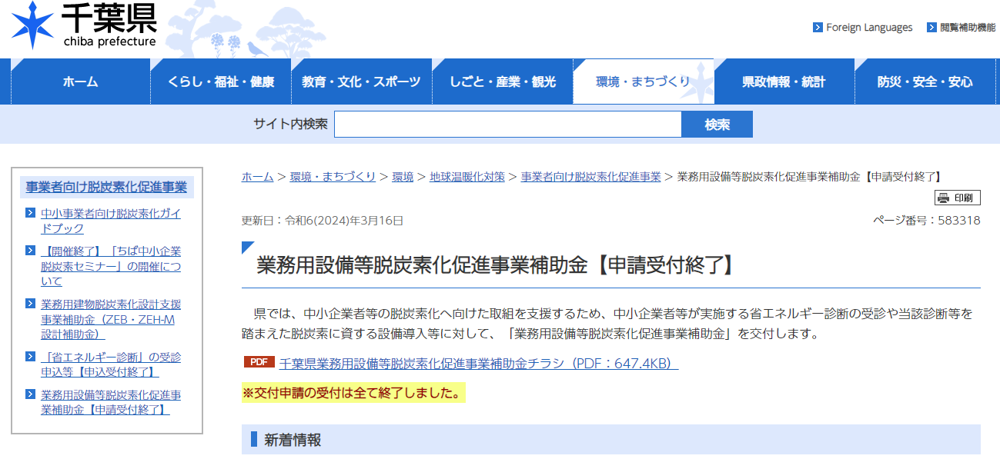 千葉県
chiba prefecture
Foreign Languages
閲覧補助機能
ホーム
くらし・福祉・健康
教育・文化・スポーツ
しごと・産業・観光
環境・まちづくり
県政情報・統計
防災・安全・安心
サイト内検索
検索
事業者向け脱炭素化促進事業
中小事業者向け脱炭素化ガイ
ドブック
【開催終了】「ちば中小企業
脱炭素セミナー」の開催につ
いて
業務用建物脱炭素化設計支援
事業補助金（ZEB・ZEH-M
設計補助金）
「省エネルギー診断」の受診
申込等【申込受付終了】
業務用設備等脱炭素化促進事
業補助金【申請受付終了】
ホーム > 環境・まちづくり > 環境 > 地球温暖化対策 > 事業者向け脱炭素化促進事業 > 業務用設備等脱炭素化促進事業補助金【申請受付終了】
印刷
更新日：令和6(2024)年3月16日
ページ番号：583318
業務用設備等脱炭素化促進事業補助金【申請受付終了】
県では、中小企業者等の脱炭素化へ向けた取組を支援するため、中小企業者等が実施する省エネルギー診断の受診や当該診断等を
踏まえた脱炭素に資する設備導入等に対して、「業務用設備等脱炭素化促進事業補助金」を交付します。
PDF 千葉県業務用設備等脱炭素化促進事業補助金チラシ（PDF：647.4KB）
※交付申請の受付は全て終了しました。
新着情報